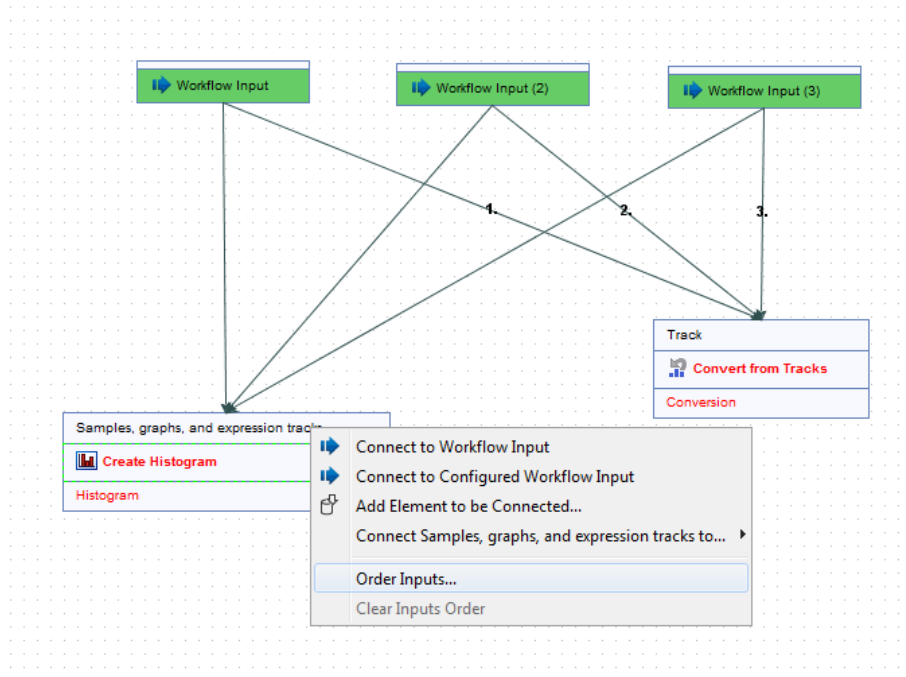 Workflow Input
Workflow Input (2)
Workflow Input (3)
1.
2.
3.
Track
Convert from Tracks
Conversion
Samples, graphs, and expression tracks
Create Histogram
Histogram
Connect to Workflow Input
Connect to Configured Workflow Input
Add Element to be Connected...
Connect Samples, graphs, and expression tracks to...
Order Inputs...
Clear Inputs Order